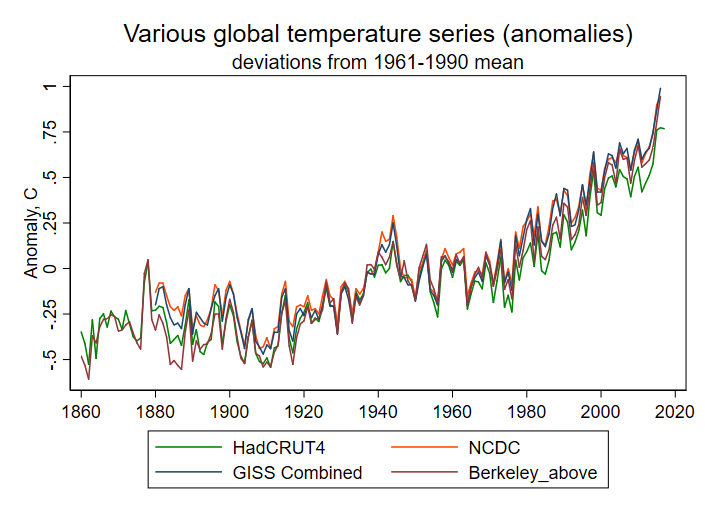 Various global temperature series (anomalies)
deviations from 1961-1990 mean
Anomaly, C
1
.75
.5
.25
0
-.25
-.5
1860 1880 1900 1920 1940 1960 1980 2000 2020
HadCRUT4 NCDC
GISS Combined Berkeley_above